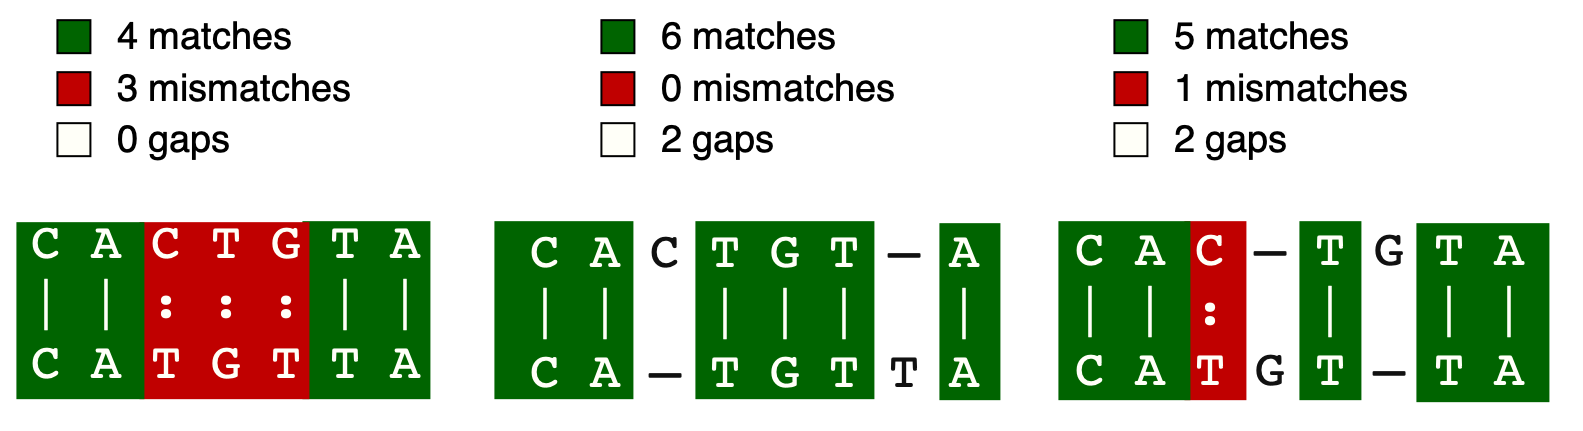 4 matches
3 mismatches
0 gaps
C A C T G T A
| | : : : | |
C A T G T T A
6 matches
0 mismatches
2 gaps
C A C T G T – A
| | | | | |
C A – T G T T A
5 matches
1 mismatches
2 gaps
C A C – T G T A
| | : | | |
C A T G T – T A